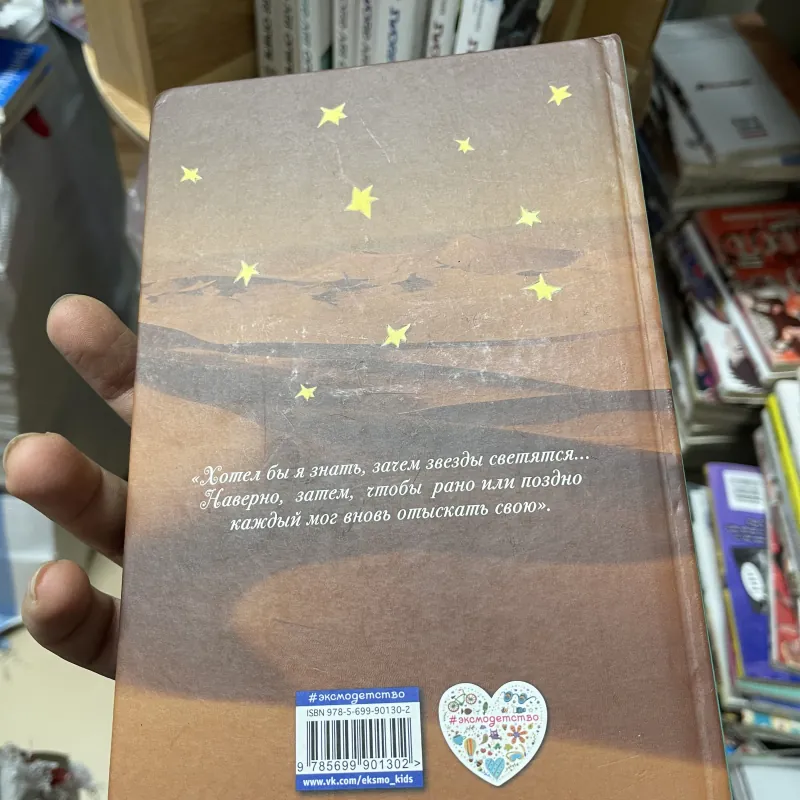 «Хотел бы я знать, зачем звезды светятся...
Наверно, затем, чтобы рано или поздно
каждый мог вновь отыскать свою».
#эксмодетство
ISBN 978-5-699-90130-2
9 785699 901302 >
www.vk.com/eksmo_kids
#эксмодетство